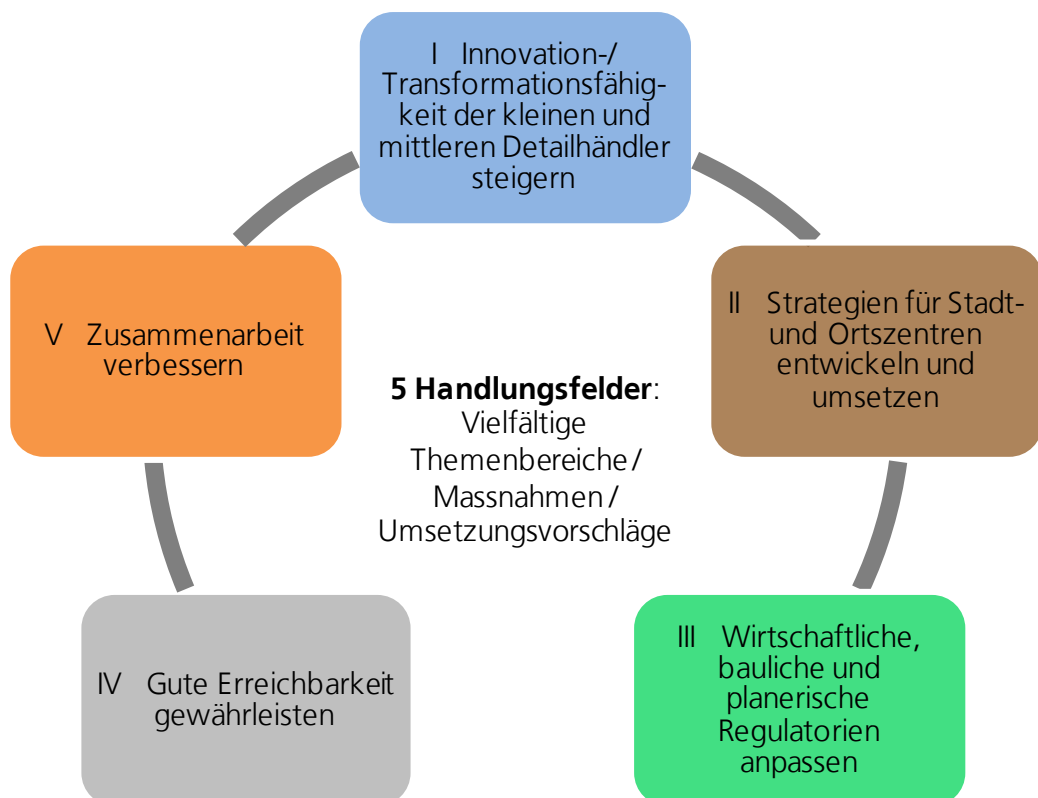 I Innovation-/
Transformationsfähig-
keit der kleinen und
mittleren Detailhändler
steigern
II Strategien für Stadt-
und Ortszentren
entwickeln und
umsetzen
III Wirtschaftliche,
bauliche und
planerische
Regulatorien
anpassen
IV Gute Erreichbarkeit
gewährleisten
V Zusammenarbeit
verbessern
5 Handlungsfelder:
Vielfältige
Themenbereiche /
Massnahmen /
Umsetzungsvorschläge